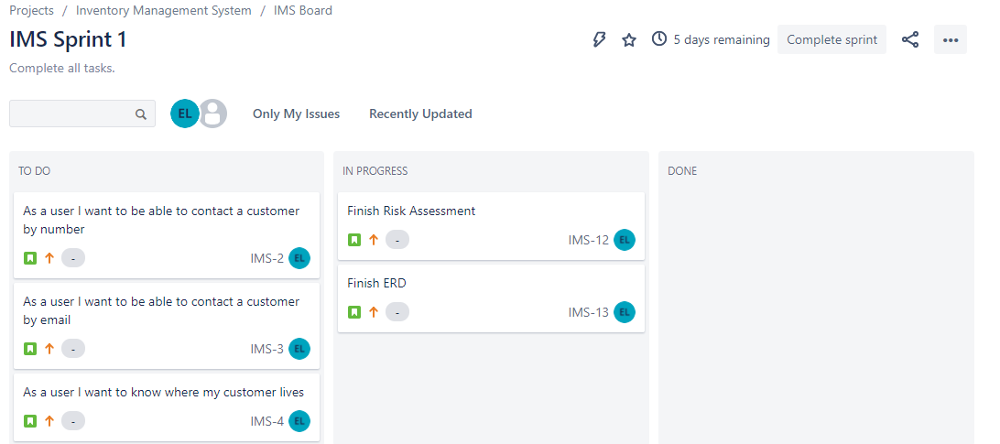 Projects / Inventory Management System / IMS Board
IMS Sprint 1
5 days remaining
Complete sprint
Complete all tasks.
EL
Only My Issues
Recently Updated
TO DO
As a user I want to be able to contact a customer
by number
-
IMS-2
EL
As a user I want to be able to contact a customer
by email
-
IMS-3
EL
As a user I want to know where my customer lives
-
IMS-4
EL
IN PROGRESS
Finish Risk Assessment
-
IMS-12
EL
Finish ERD
-
IMS-13
EL
DONE